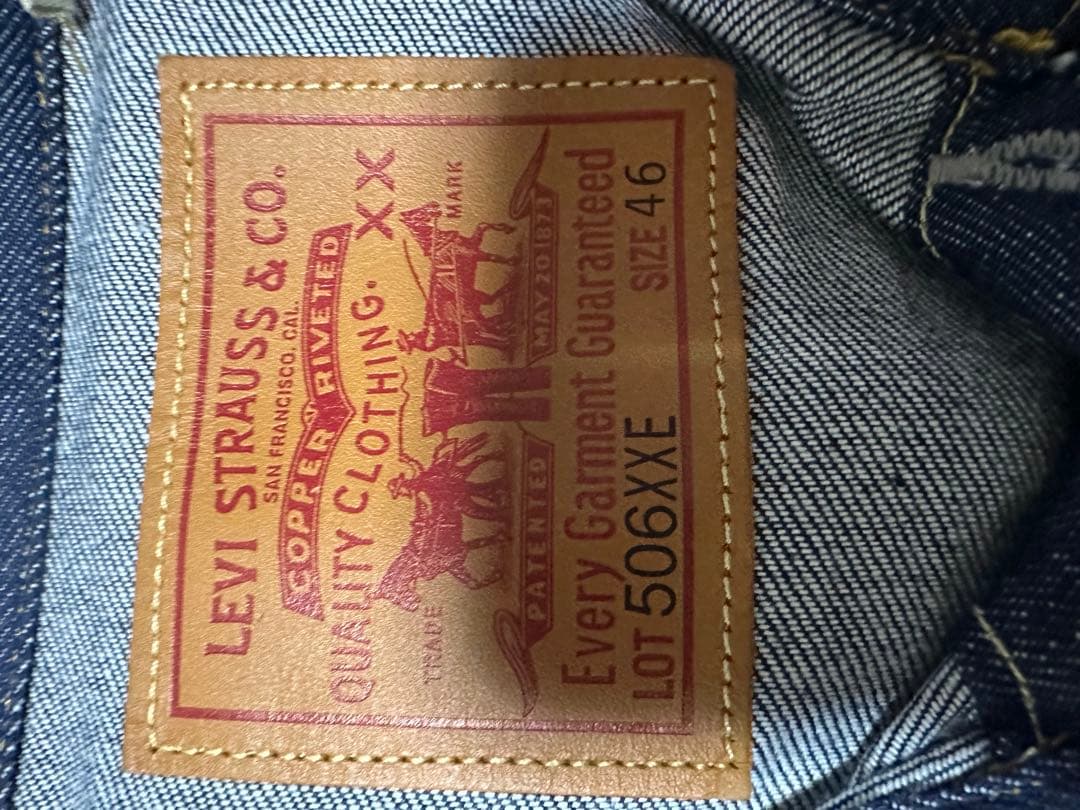 LEVI STRAUSS & CO.
SAN FRANCISCO, CAL.
COPPER RIVETED
QUALITY CLOTHING.
XX
TRADE MARK
PATENTED MAY 20 1873
Every Garment Guaranteed
LOT 506XXE SIZE 46